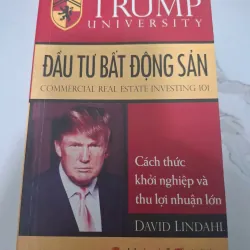 TRUMP
UNIVERSITY
ĐẦU TƯ BẤT ĐỘNG SẢN
COMMERCIAL REAL ESTATE INVESTING 101
Cách thức
khởi nghiệp và
thu lợi nhuận lớn
DAVID LINDAHL